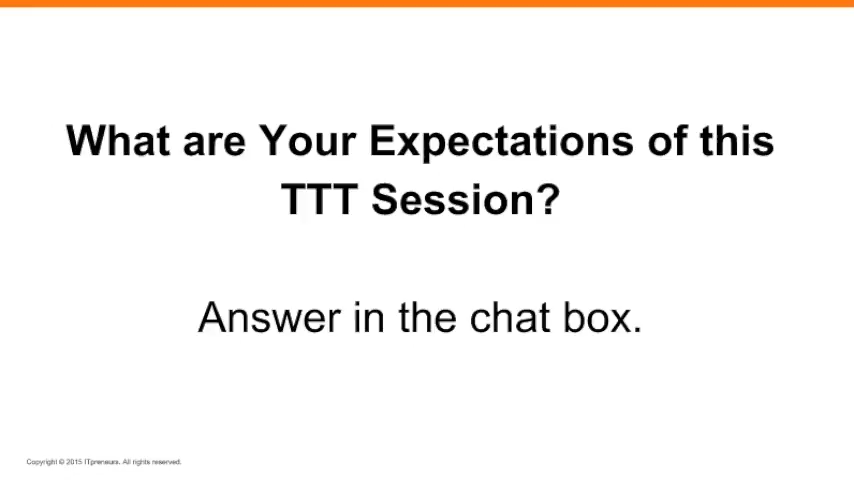 What are Your Expectations of this
TTT Session?
Answer in the chat box.
Copyright © 2015 ITpreneurs. All rights reserved.